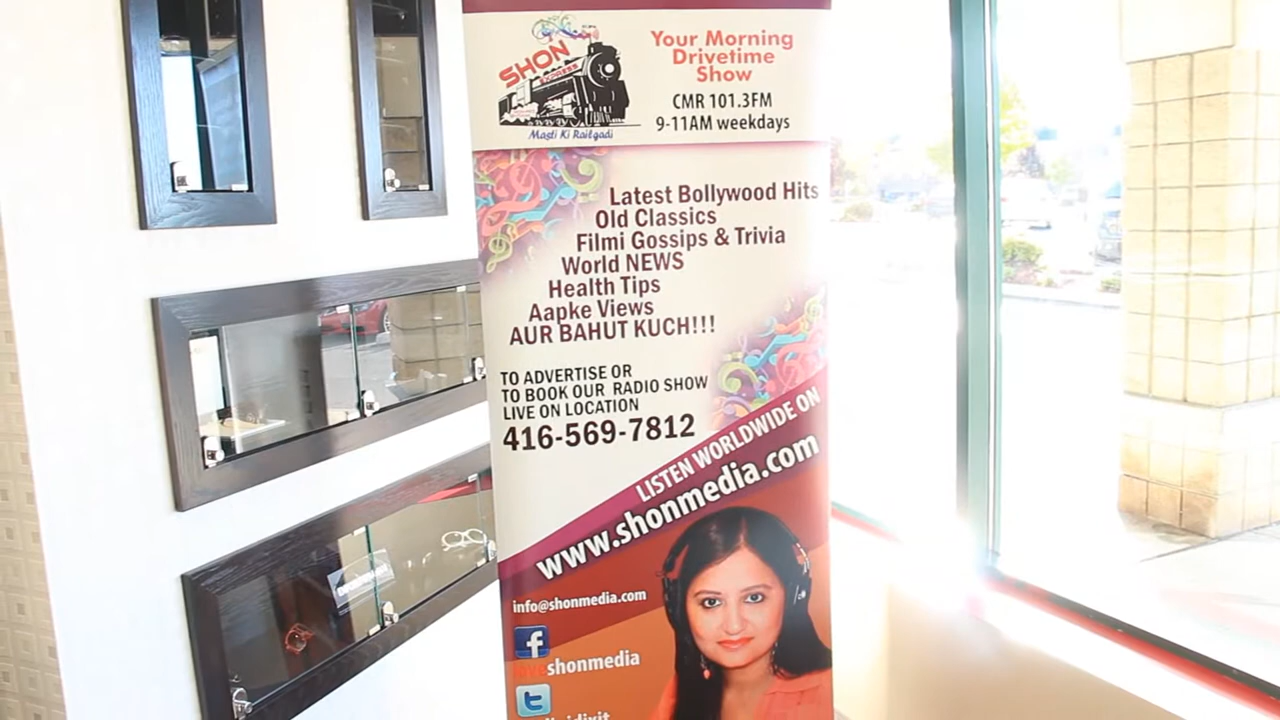 SHON
EXPRESS
Masti Ki Railgadi
Your Morning
Drivetime
Show
CMR 101.3FM
9-11AM weekdays
Latest Bollywood Hits
Old Classics
Filmi Gossips & Trivia
World NEWS
Health Tips
Aapke Views
AUR BAHUT KUCH!!!
TO ADVERTISE OR
TO BOOK OUR RADIO SHOW
LIVE ON LOCATION
416-569-7812
LISTEN WORLDWIDE ON
www.shonmedia.com
info@shonmedia.com
f
loveshonmedia
t